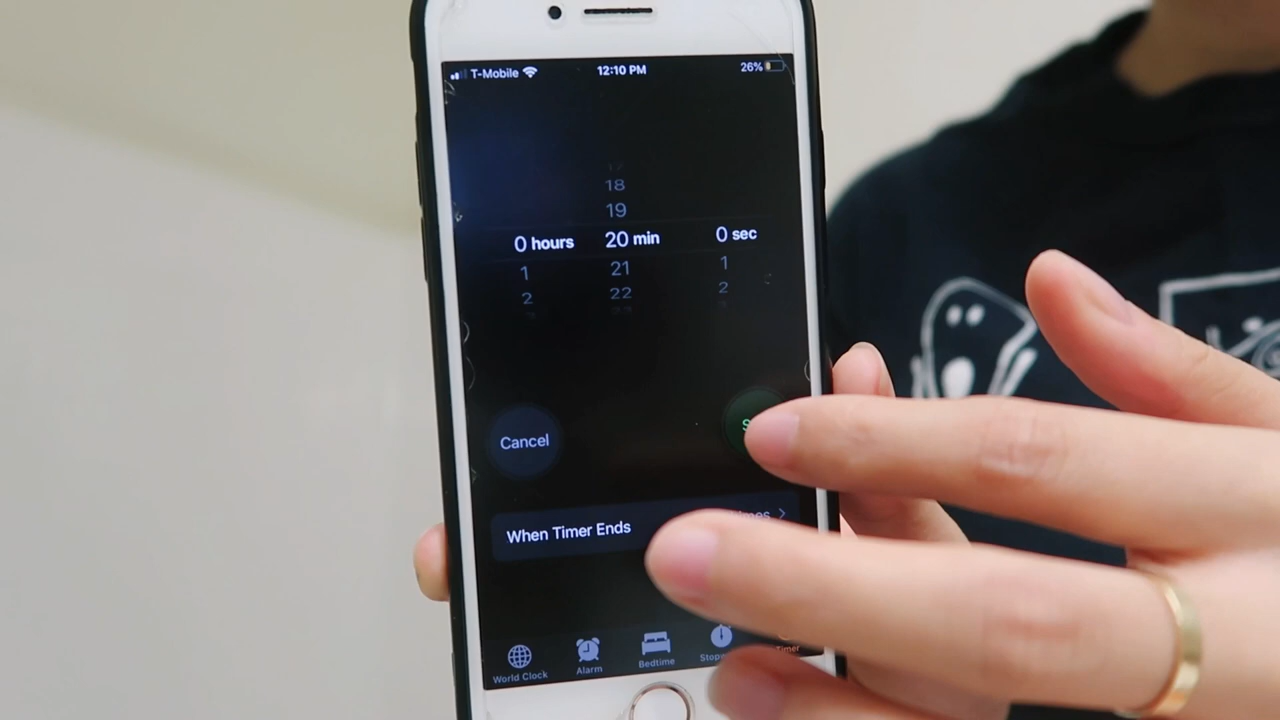 T-Mobile 12:10 PM 26%
18
19
0 hours 20 min 0 sec
1 21 1
2 22 2
Cancel S
When Timer Ends
World Clock Alarm Bedtime Timer